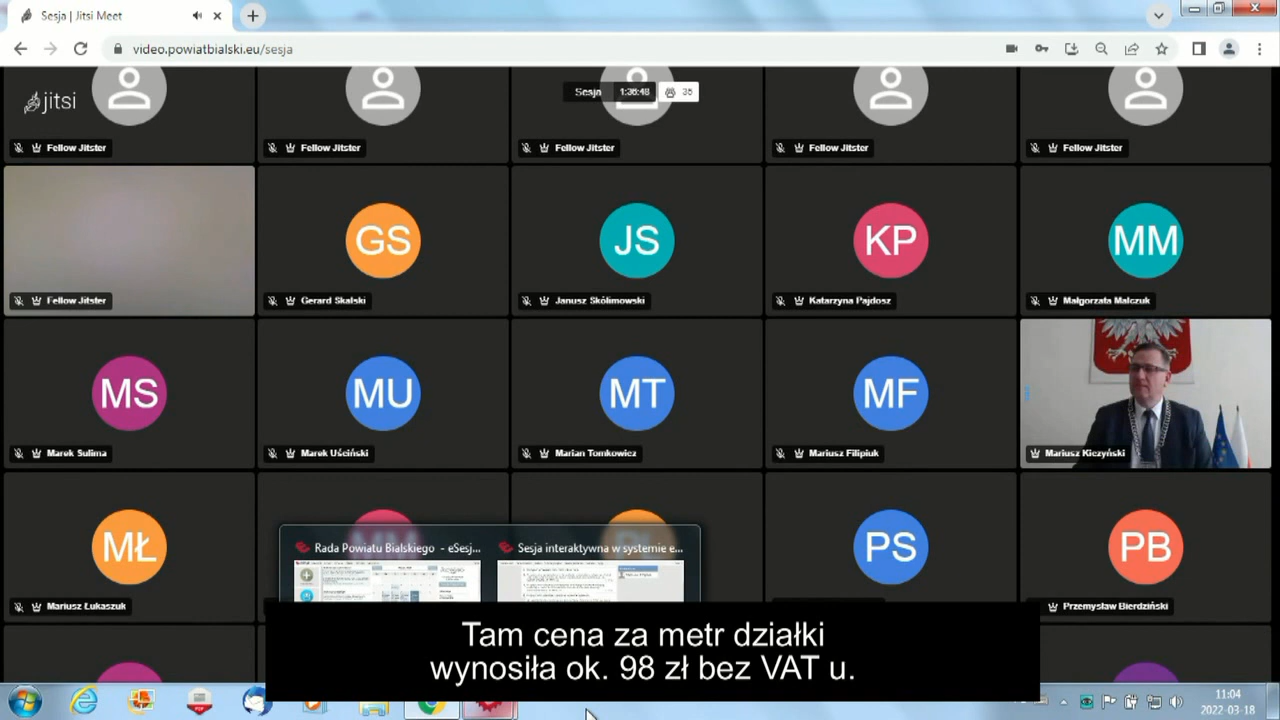 Sesja | Jitsi Meet
video.powiatbialski.eu/sesja
jitsi
Sesja 1:36:48 35
Fellow Jitster
Fellow Jitster
Fellow Jitster
Fellow Jitster
Fellow Jitster
Fellow Jitster
GS
Gerard Skalski
JS
Janusz Skólimowski
KP
Katarzyna Pajdosz
MM
Małgorzata Malczuk
MS
Marek Sulima
MU
Marek Uściński
MT
Marian Tomkowicz
MF
Mariusz Filipiuk
Mariusz Kiczyński
MŁ
Mariusz Łukaszuk
PS
PB
Przemysław Bierdziński
Rada Powiatu Bialskiego - eSesj...
Sesja interaktywna w systemie e...
Tam cena za metr działki
wynosiła ok. 98 zł bez VAT u.
11:04
2022-03-18